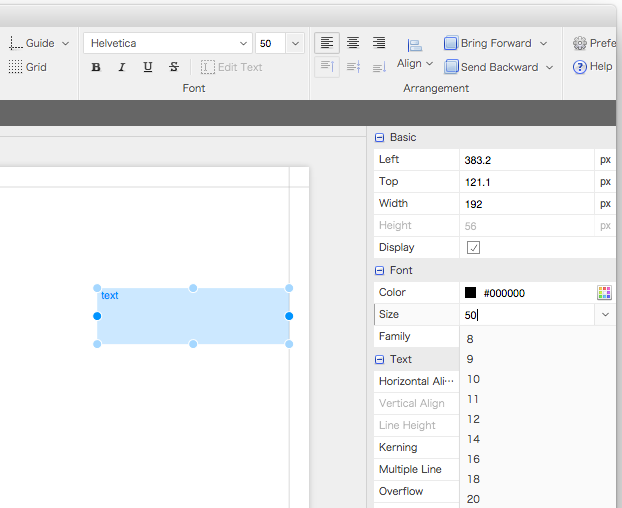 Guide
Helvetica
50
Prefe
Grid
B I U S
Edit Text
Font
Align
Bring Forward
Send Backward
Arrangement
Help
Basic
Left 383.2 px
Top 121.1 px
Width 192 px
Height 56 px
Display
Font
Color #000000
Size 50
Family
8
9
10
11
12
14
16
18
20
Text
Horizontal Ali…
Vertical Align
Line Height
Kerning
Multiple Line
Overflow
text